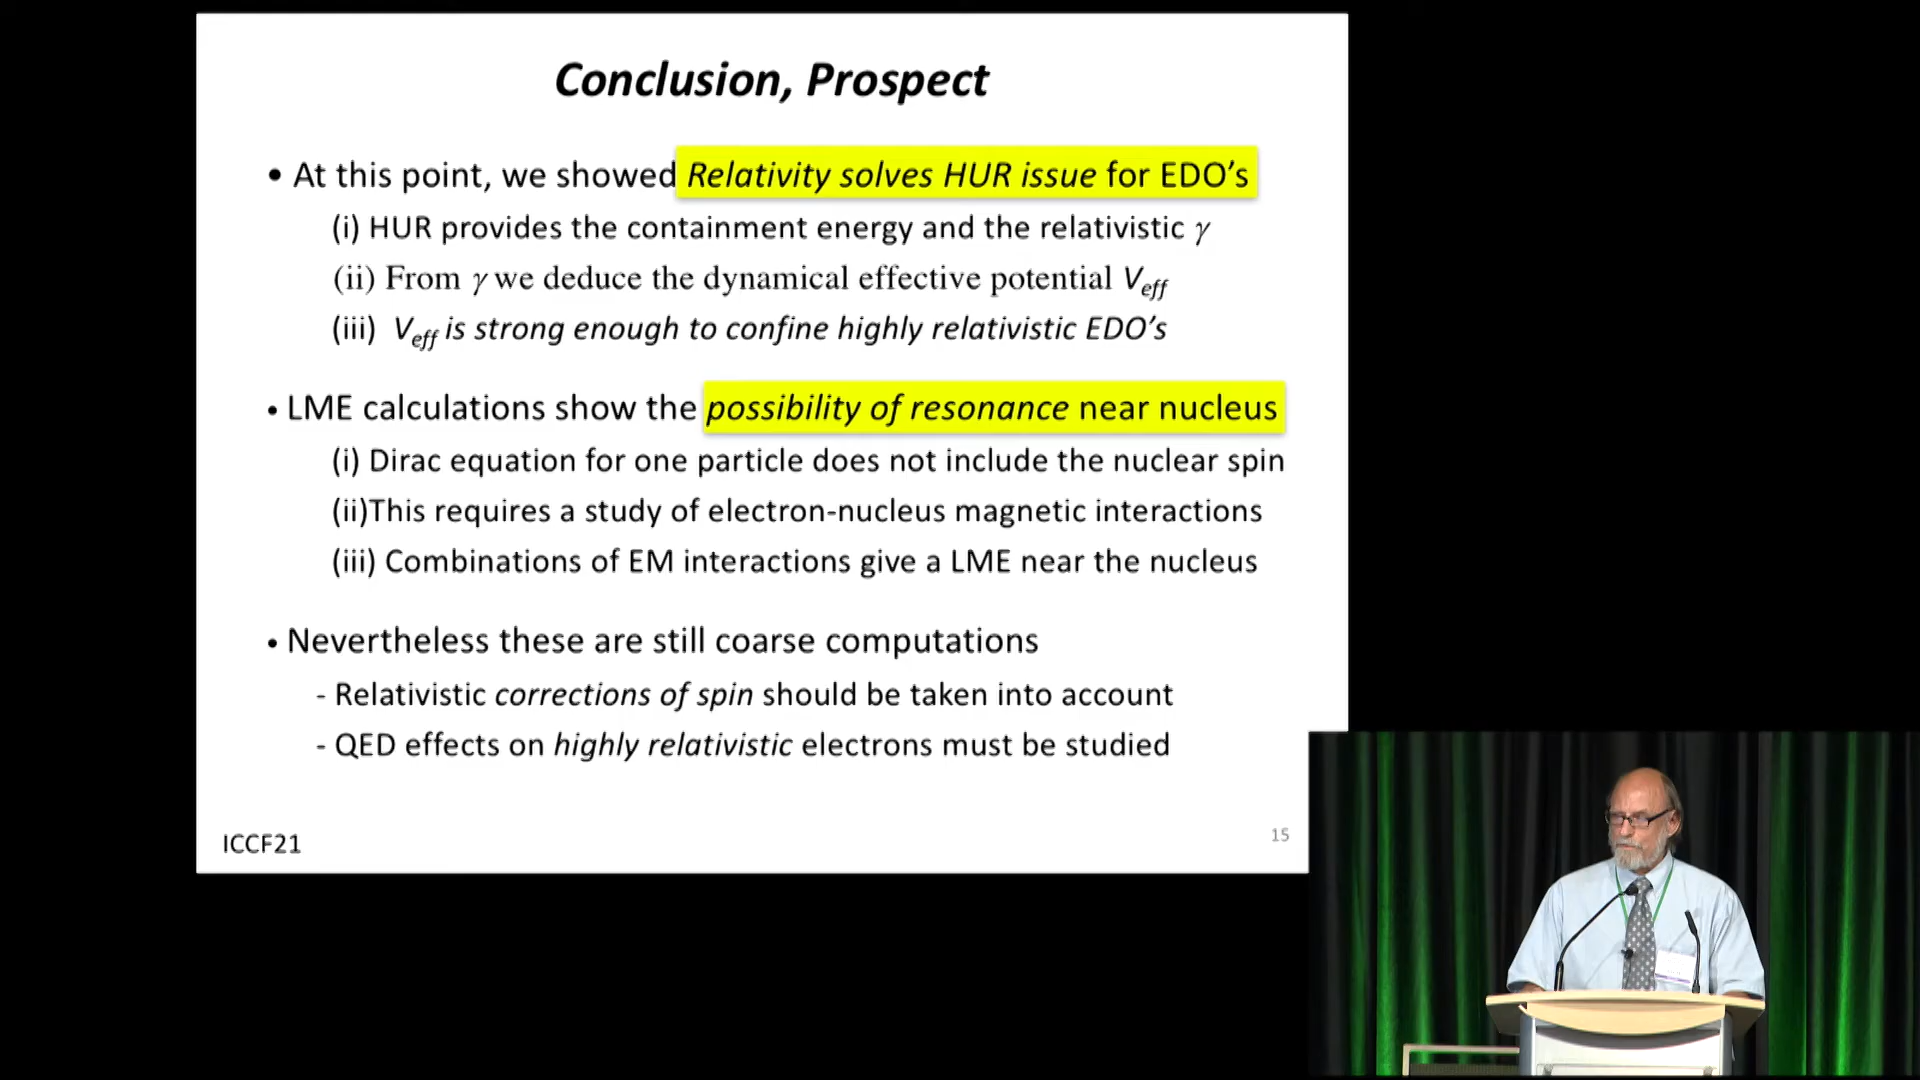 Conclusion, Prospect
• At this point, we showed Relativity solves HUR issue for EDO's
(i) HUR provides the containment energy and the relativistic γ
(ii) From γ we deduce the dynamical effective potential Veff
(iii) Veff is strong enough to confine highly relativistic EDO's
• LME calculations show the possibility of resonance near nucleus
(i) Dirac equation for one particle does not include the nuclear spin
(ii)This requires a study of electron-nucleus magnetic interactions
(iii) Combinations of EM interactions give a LME near the nucleus
• Nevertheless these are still coarse computations
- Relativistic corrections of spin should be taken into account
- QED effects on highly relativistic electrons must be studied
ICCF21
15